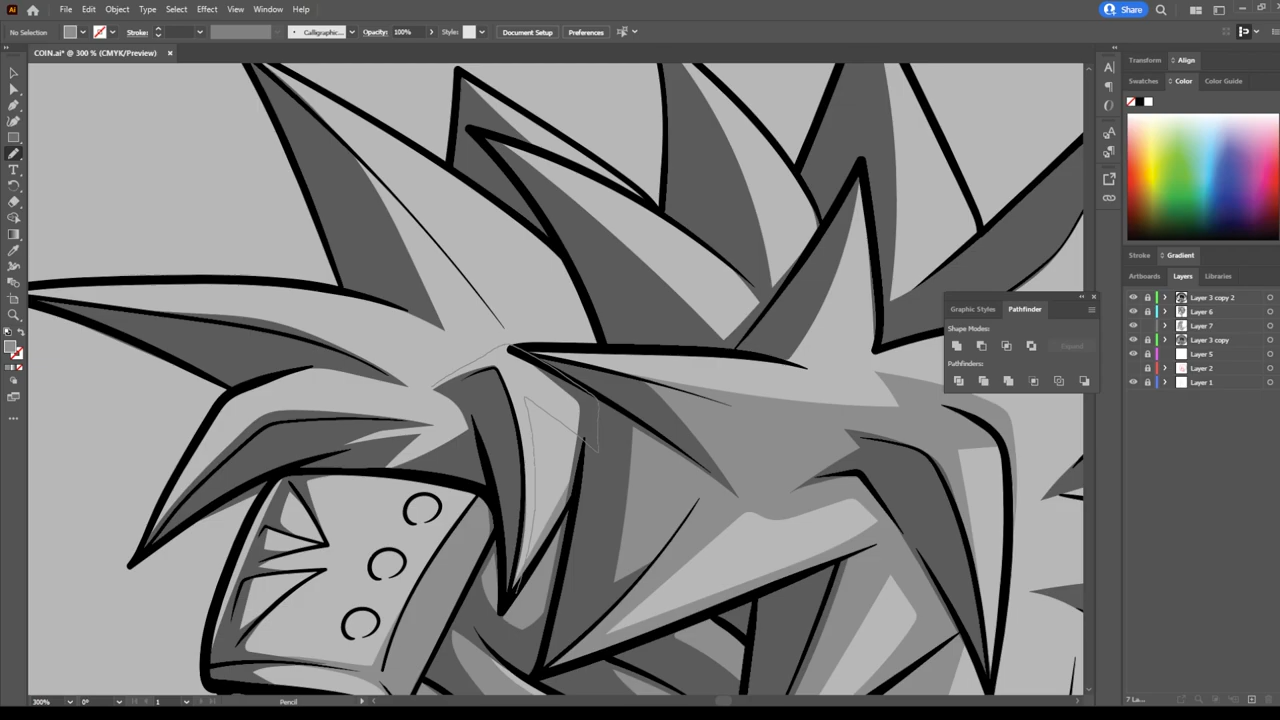 Ai File Edit Object Type Select Effect View Window Help Share
No Selection Stroke: Calligraphic... Opacity: 100% Style: Document Setup Preferences
COIN.ai* @ 300 % (CMYK/Preview)
Transform Align
Swatches Color Color Guide
Stroke Gradient
Artboards Layers Libraries
Layer 3 copy 2
Layer 6
Layer 7
Layer 3 copy
Layer 5
Layer 2
Layer 1
Graphic Styles Pathfinder
Shape Modes:
Expand
Pathfinders:
300% 0° 1 Pencil 7 La...